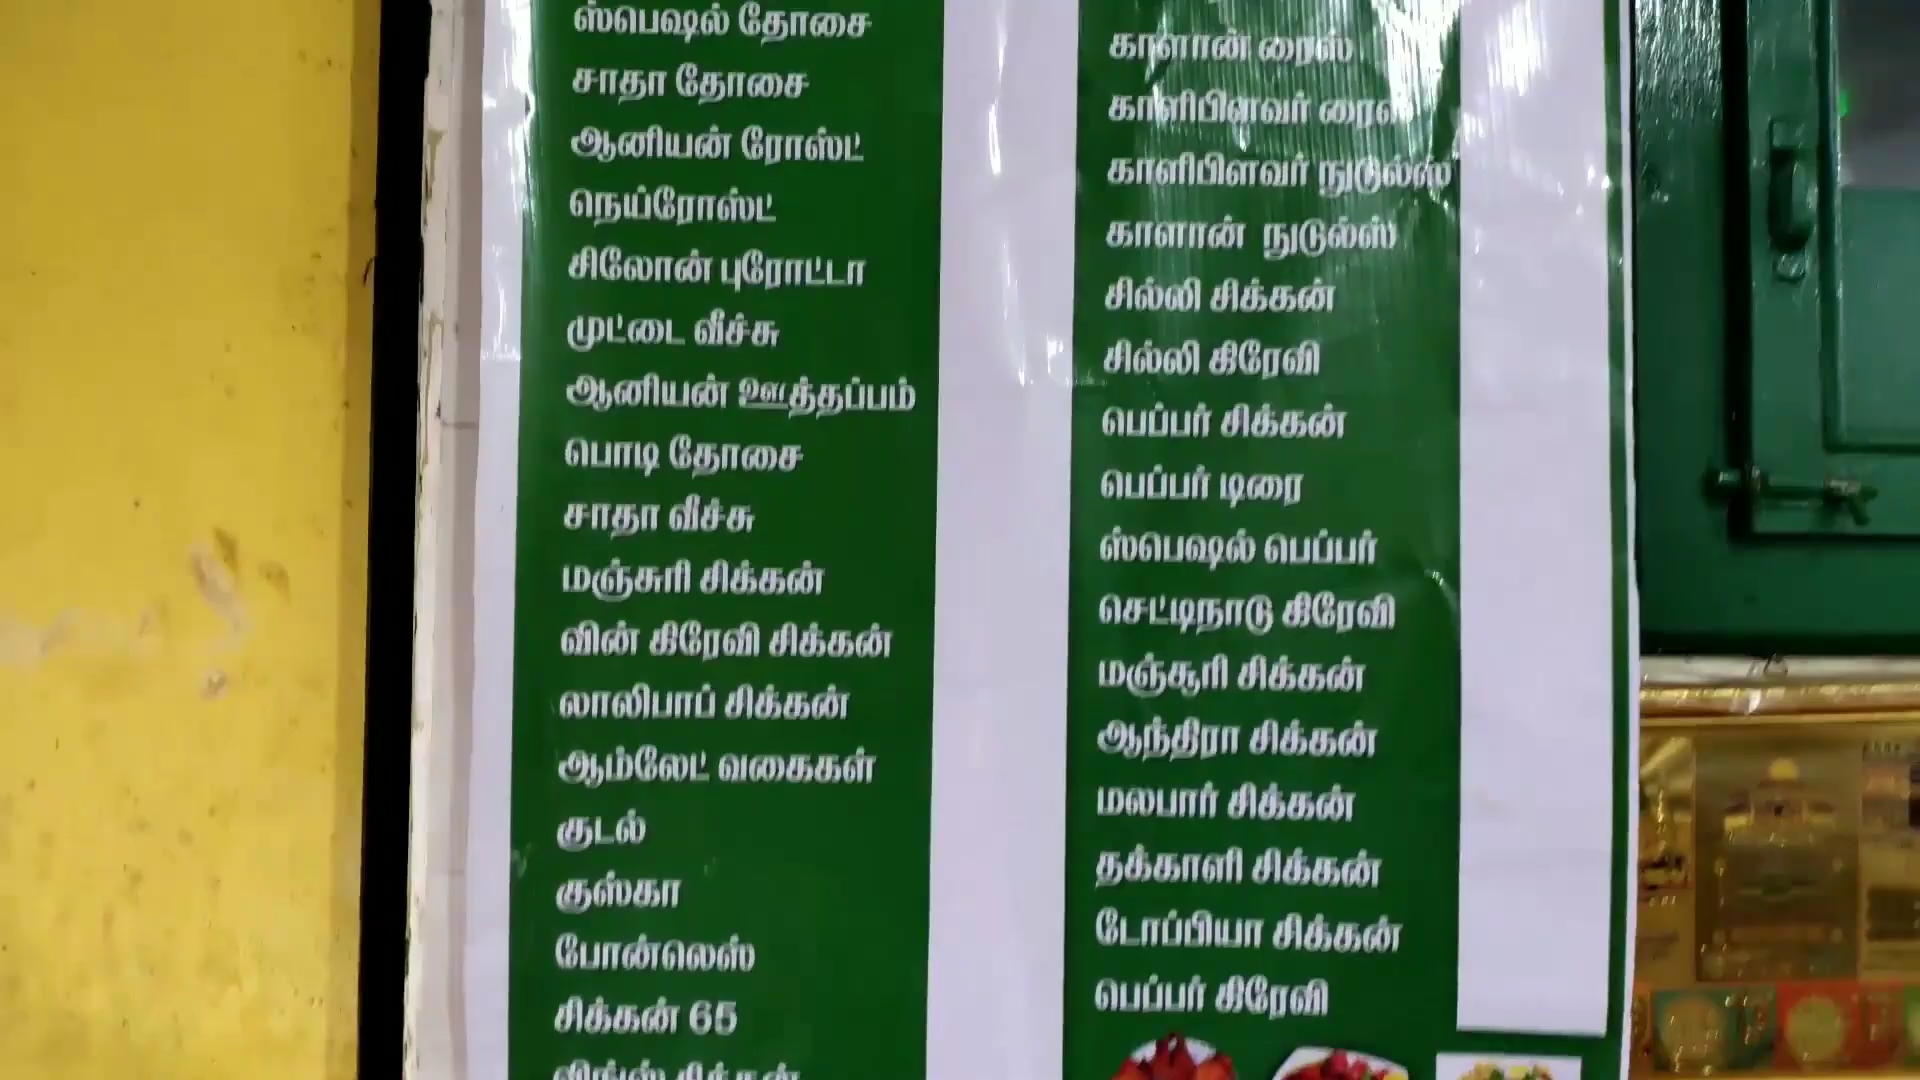 ஸ்பெஷல் தோசை
சாதா தோசை
ஆனியன் ரோஸ்ட்
நெய்ரோஸ்ட்
சிலோன் புரோட்டா
முட்டை வீச்சு
ஆனியன் ஊத்தப்பம்
பொடி தோசை
சாதா வீச்சு
மஞ்சுரி சிக்கன்
வின் கிரேவி சிக்கன்
லாலிபாப் சிக்கன்
ஆம்லேட் வகைகள்
குடல்
குஸ்கா
போன்லெஸ்
சிக்கன் 65
காளான் ரைஸ்
காளிபிளவர்
காளிபிளவர் நுடுல்ஸ்
காளான் நுடுல்ஸ்
சில்லி சிக்கன்
சில்லி கிரேவி
பெப்பர் சிக்கன்
பெப்பர் டிரை
ஸ்பெஷல் பெப்பர்
செட்டிநாடு கிரேவி
மஞ்சூரி சிக்கன்
ஆந்திரா சிக்கன்
மலபார் சிக்கன்
தக்காளி சிக்கன்
டோப்பியா சிக்கன்
பெப்பர் கிரேவி